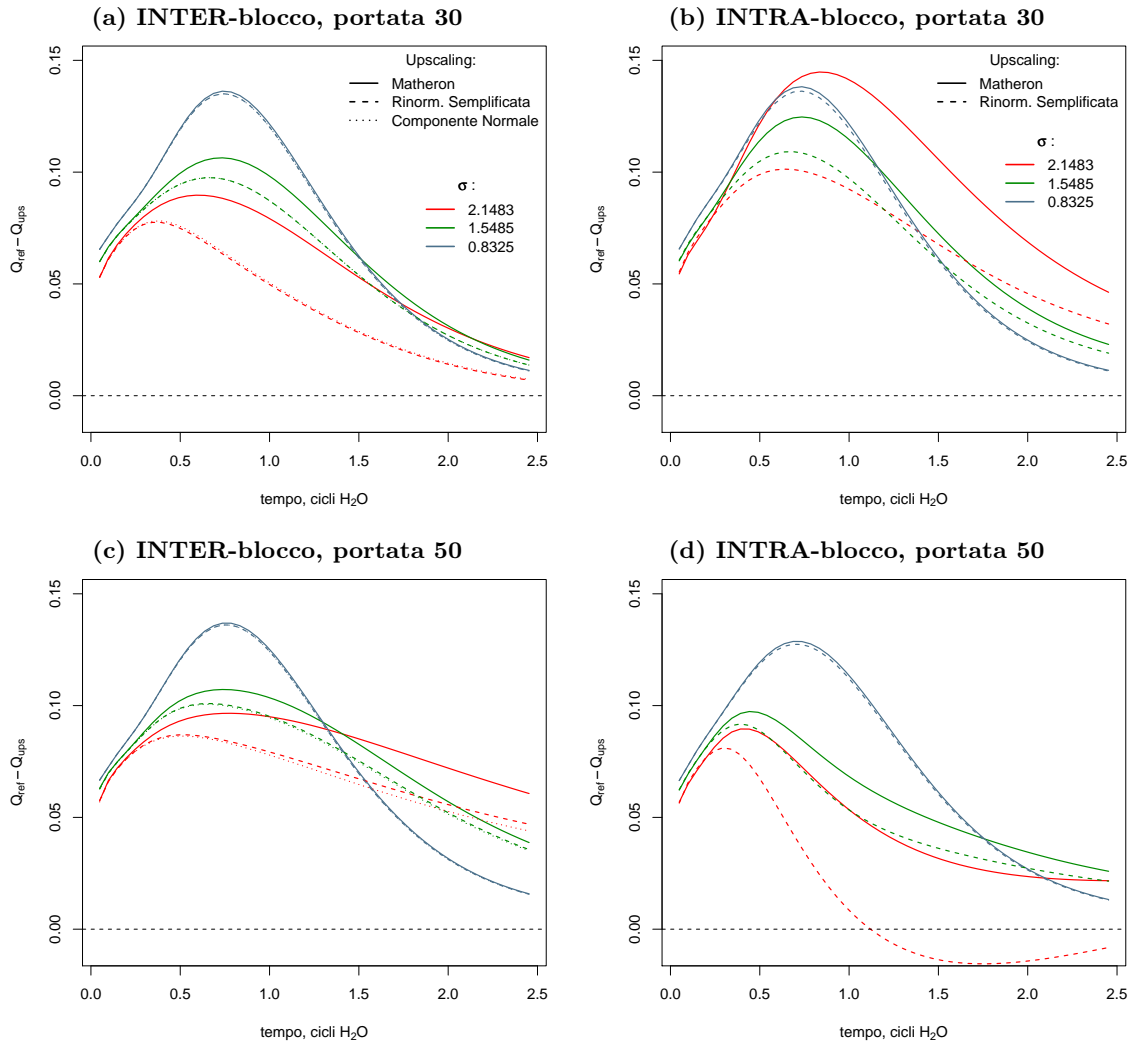 (a) INTER-blocco, portata 30
Upscaling:
Matheron
Rinorm. Semplificata
Componente Normale
σ :
2.1483
1.5485
0.8325
0.15
0.10
0.05
0.00
Qref − Qups
0.0 0.5 1.0 1.5 2.0 2.5
tempo, cicli H2O
(b) INTRA-blocco, portata 30
Upscaling:
Matheron
Rinorm. Semplificata
σ :
2.1483
1.5485
0.8325
0.15
0.10
0.05
0.00
0.0 0.5 1.0 1.5 2.0 2.5
tempo, cicli H2O
(c) INTER-blocco, portata 50
0.15
0.10
0.05
0.00
Qref − Qups
0.0 0.5 1.0 1.5 2.0 2.5
tempo, cicli H2O
(d) INTRA-blocco, portata 50
0.15
0.10
0.05
0.00
Qref − Qups
0.0 0.5 1.0 1.5 2.0 2.5
tempo, cicli H2O